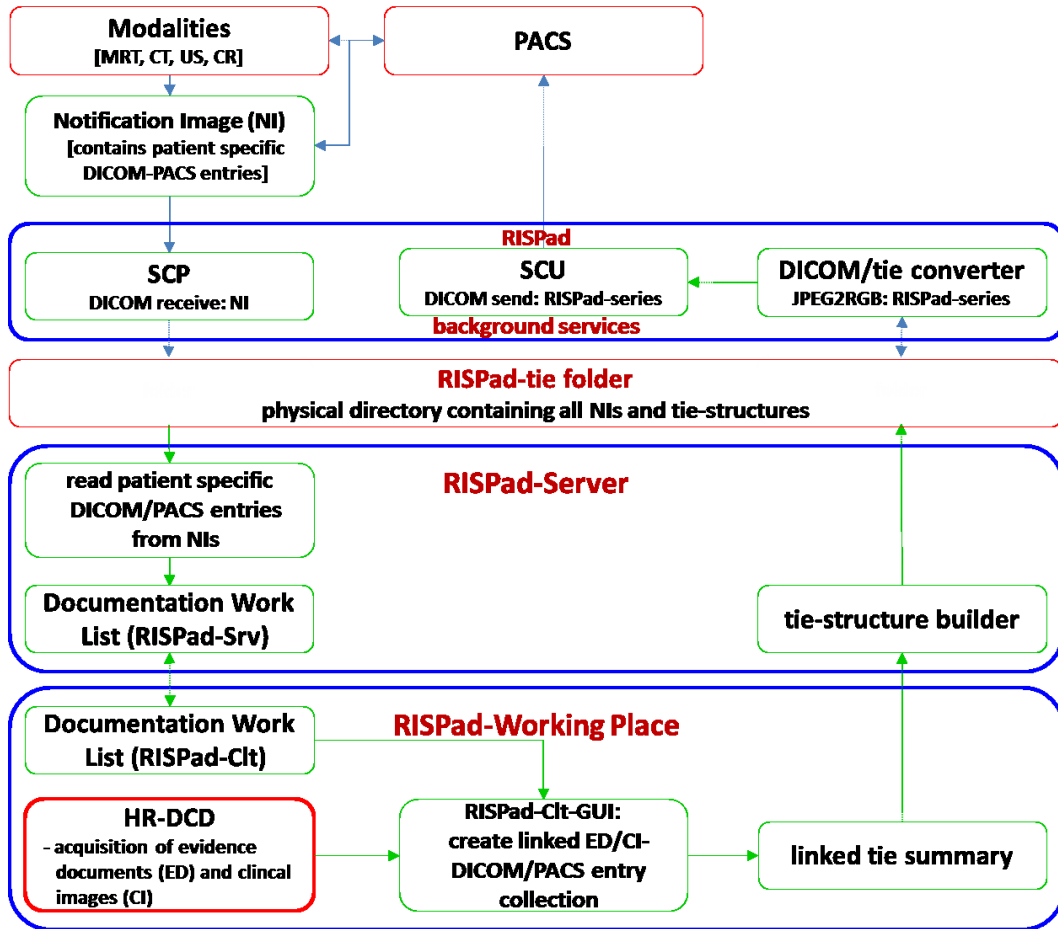 Modalities
[MRT, CT, US, CR]
PACS
Notification Image (NI)
[contains patient specific
DICOM-PACS entries]
RISPad
SCP
DICOM receive: NI
SCU
DICOM send: RISPad-series
DICOM/tie converter
JPEG2RGB: RISPad-series
background services
RISPad-tie folder
physical directory containing all NIs and tie-structures
RISPad-Server
read patient specific
DICOM/PACS entries
from NIs
Documentation Work
List (RISPad-Srv)
tie-structure builder
RISPad-Working Place
Documentation Work
List (RISPad-Clt)
HR-DCD
- acquisition of evidence
documents (ED) and clincal
images (CI)
RISPad-Clt-GUI:
create linked ED/CI-
DICOM/PACS entry
collection
linked tie summary